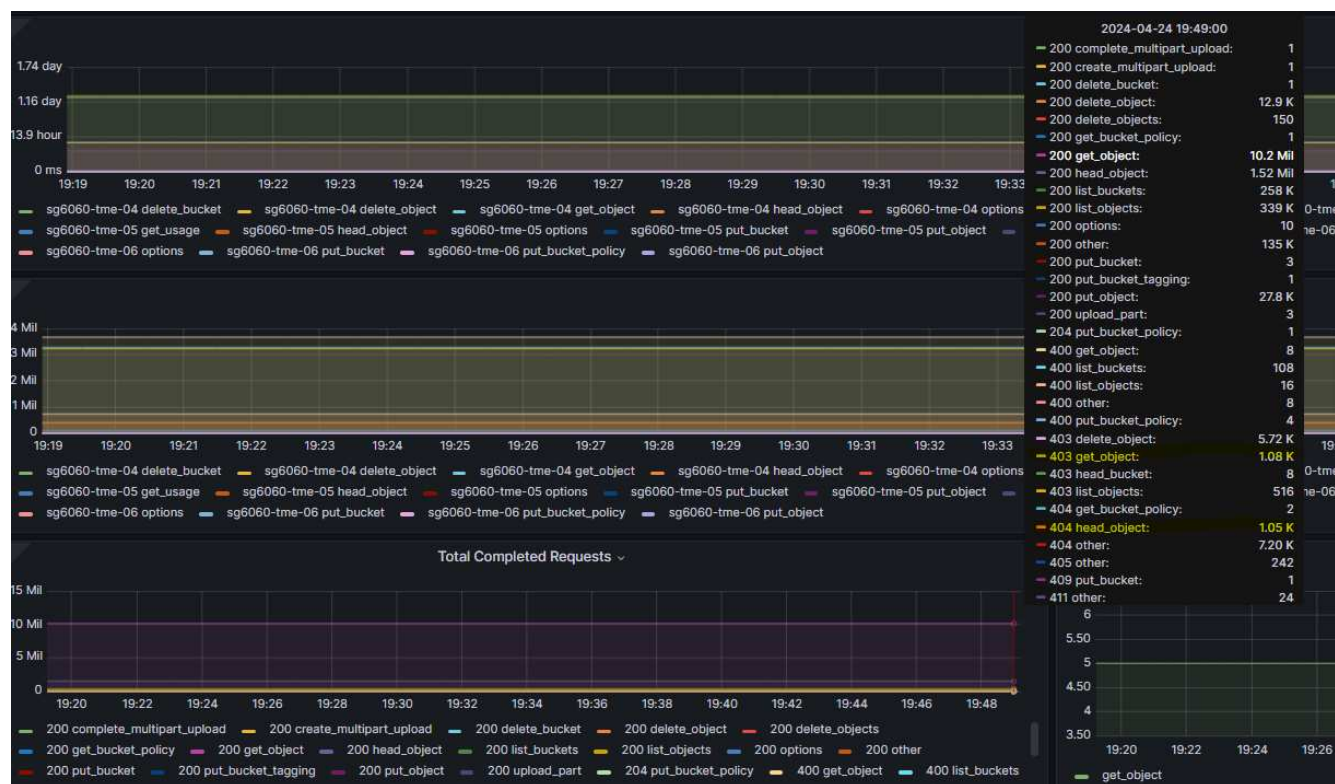 1.74 day
1.16 day
13.9 hour
0 ms
19:19 19:20 19:21 19:22 19:23 19:24 19:25 19:26 19:27 19:28 19:29 19:30 19:31 19:32 19:33
sg6060-tme-04 delete_bucket sg6060-tme-04 delete_object sg6060-tme-04 get_object sg6060-tme-04 head_object sg6060-tme-04 options
sg6060-tme-05 get_usage sg6060-tme-05 head_object sg6060-tme-05 options sg6060-tme-05 put_bucket sg6060-tme-05 put_object
sg6060-tme-06 options sg6060-tme-06 put_bucket sg6060-tme-06 put_bucket_policy sg6060-tme-06 put_object
4 Mil
3 Mil
2 Mil
1 Mil
0
19:19 19:20 19:21 19:22 19:23 19:24 19:25 19:26 19:27 19:28 19:29 19:30 19:31 19:32 19:33
sg6060-tme-04 delete_bucket sg6060-tme-04 delete_object sg6060-tme-04 get_object sg6060-tme-04 head_object sg6060-tme-04 options
sg6060-tme-05 get_usage sg6060-tme-05 head_object sg6060-tme-05 options sg6060-tme-05 put_bucket sg6060-tme-05 put_object
sg6060-tme-06 options sg6060-tme-06 put_bucket sg6060-tme-06 put_bucket_policy sg6060-tme-06 put_object
2024-04-24 19:49:00
200 complete_multipart_upload: 1
200 create_multipart_upload: 1
200 delete_bucket: 1
200 delete_object: 12.9 K
200 delete_objects: 150
200 get_bucket_policy: 1
200 get_object: 10.2 Mil
200 head_object: 1.52 Mil
200 list_buckets: 258 K
200 list_objects: 339 K
200 options: 10
200 other: 135 K
200 put_bucket: 3
200 put_bucket_tagging: 1
200 put_object: 27.8 K
200 upload_part: 3
204 put_bucket_policy: 1
400 get_object: 8
400 list_buckets: 108
400 list_objects: 16
400 other: 8
400 put_bucket_policy: 4
403 delete_object: 5.72 K
403 get_object: 1.08 K
403 head_bucket: 8
403 list_objects: 516
404 get_bucket_policy: 2
404 head_object: 1.05 K
404 other: 7.20 K
405 other: 242
409 put_bucket: 1
411 other: 24
Total Completed Requests
15 Mil
10 Mil
5 Mil
0
19:20 19:22 19:24 19:26 19:28 19:30 19:32 19:34 19:36 19:38 19:40 19:42 19:44 19:46 19:48
200 complete_multipart_upload 200 create_multipart_upload 200 delete_bucket 200 delete_object 200 delete_objects
200 get_bucket_policy 200 get_object 200 head_object 200 list_buckets 200 list_objects 200 options 200 other
200 put_bucket 200 put_bucket_tagging 200 put_object 200 upload_part 204 put_bucket_policy 400 get_object 400 list_buckets
6
5.50
5
4.50
4
3.50
19:20 19:22 19:24 19:26
get_object